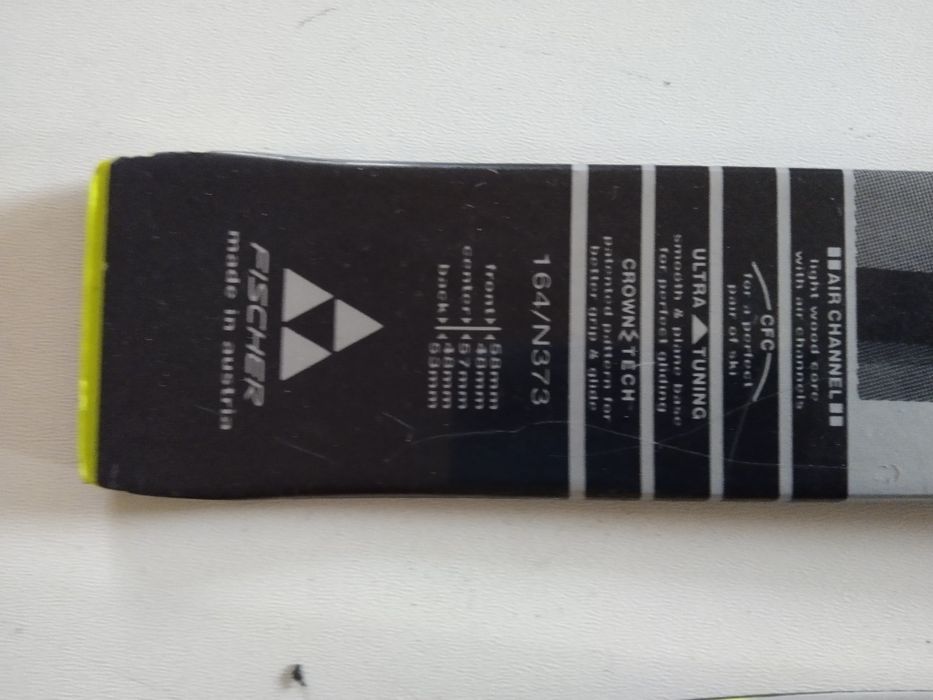 AIR CHANNEL
light wood core
with air channels
CFC
for a perfect
pair of ski
ULTRA TUNING
smooth & plane base
for perfect gliding
CROWN TECH
patented pattern for
better grip & glide
164/N373
front
center
back
FISCHER
made in austria